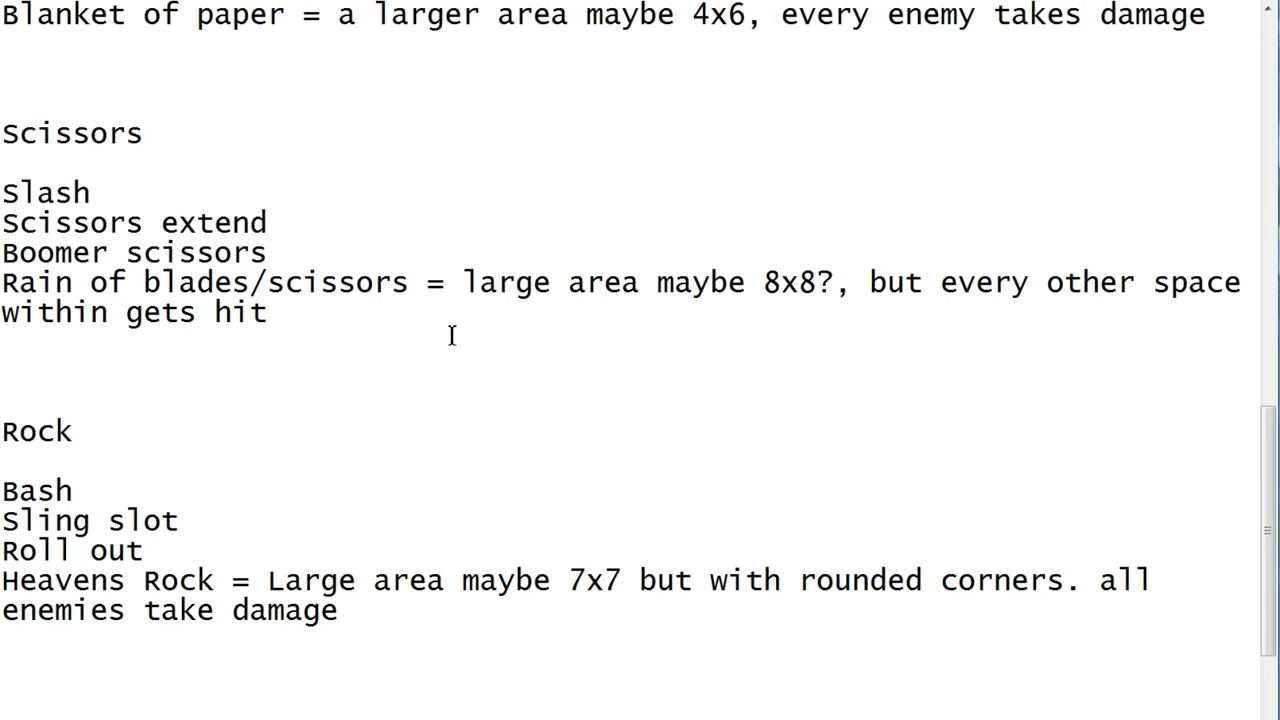 Blanket of paper = a larger area maybe 4x6, every enemy takes damage
Scissors
Slash
Scissors extend
Boomer scissors
Rain of blades/scissors = large area maybe 8x8?, but every other space
within gets hit
Rock
Bash
Sling slot
Roll out
Heavens Rock = Large area maybe 7x7 but with rounded corners. all
enemies take damage